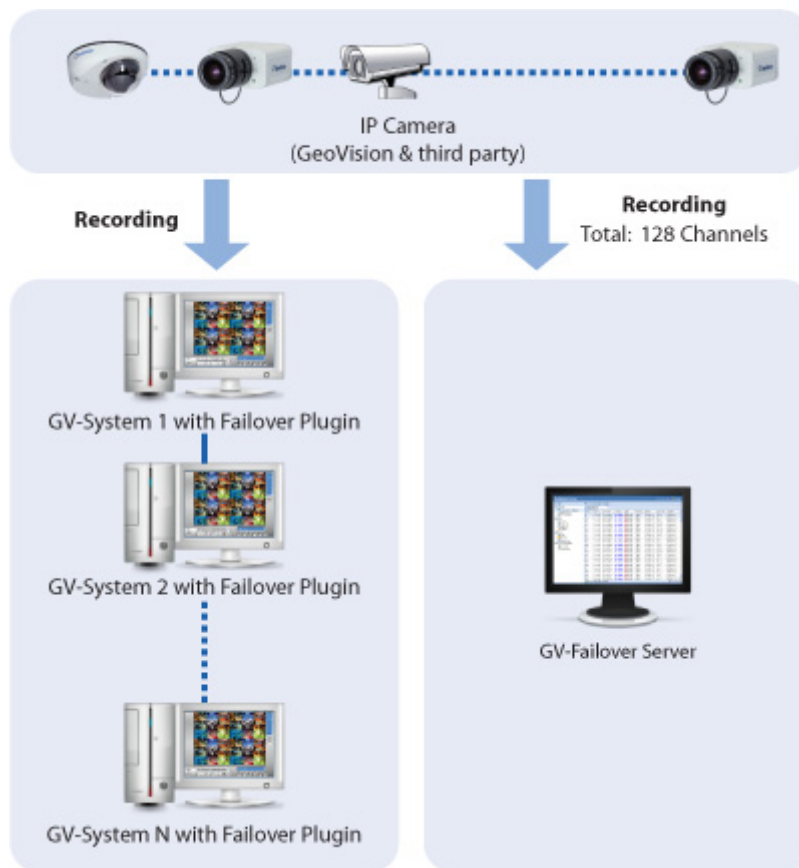 IP Camera
(GeoVision & third party)
Recording
Recording
Total: 128 Channels
GV-System 1 with Failover Plugin
GV-System 2 with Failover Plugin
GV-System N with Failover Plugin
GV-Failover Server